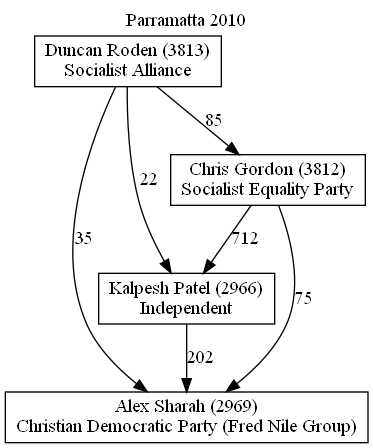 Parramatta 2010
Duncan Roden (3813)
Socialist Alliance
85
Chris Gordon (3812)
Socialist Equality Party
22
35
712
Kalpesh Patel (2966)
Independent
75
202
Alex Sharah (2969)
Christian Democratic Party (Fred Nile Group)